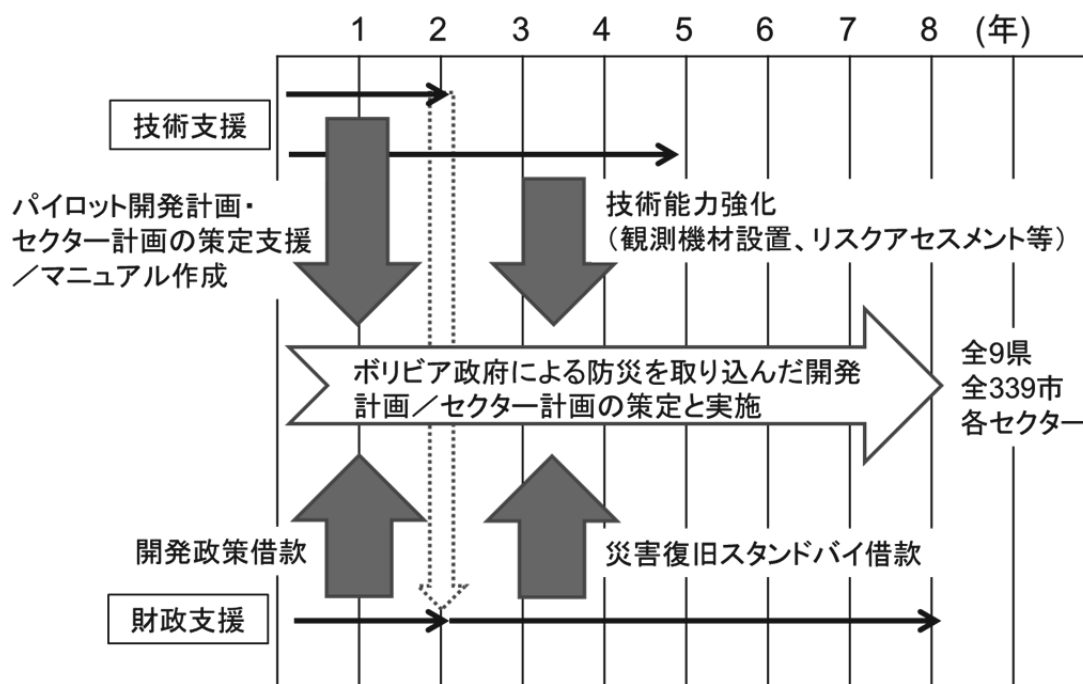 1 2 3 4 5 6 7 8 (年)
技術支援
パイロット開発計画・
セクター計画の策定支援
／マニュアル作成
技術能力強化
（観測機材設置、リスクアセスメント等）
ボリビア政府による防災を取り込んだ開発
計画／セクター計画の策定と実施
全9県
全339市
各セクター
開発政策借款
災害復旧スタンドバイ借款
財政支援